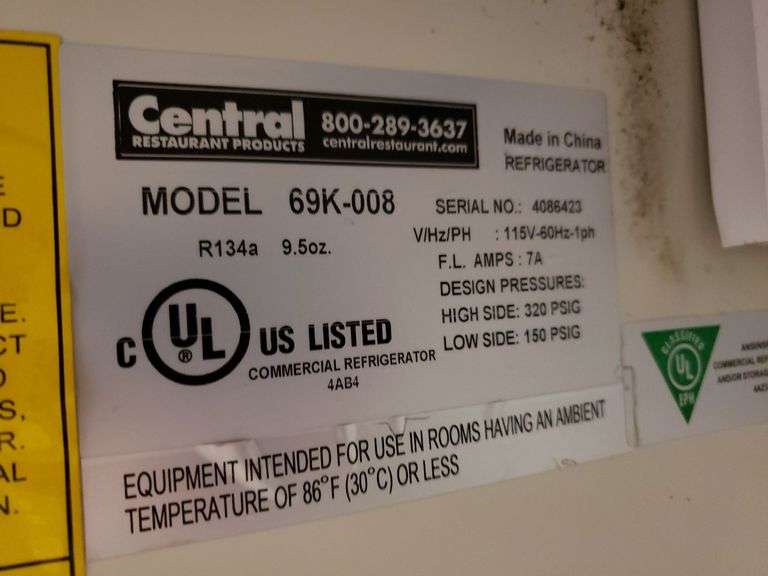 Central
RESTAURANT PRODUCTS
800-289-3637
centralrestaurant.com
Made in China
REFRIGERATOR
MODEL 69K-008
R134a 9.5oz.
SERIAL NO.: 4086423
V/Hz/PH : 115V-60Hz-1ph
F.L. AMPS : 7A
DESIGN PRESSURES:
HIGH SIDE: 320 PSIG
LOW SIDE: 150 PSIG
C UL ® US LISTED
COMMERCIAL REFRIGERATOR
4AB4
EQUIPMENT INTENDED FOR USE IN ROOMS HAVING AN AMBIENT
TEMPERATURE OF 86°F (30°C) OR LESS
CLASSIFIED
UL
EPH
COMMERCIAL